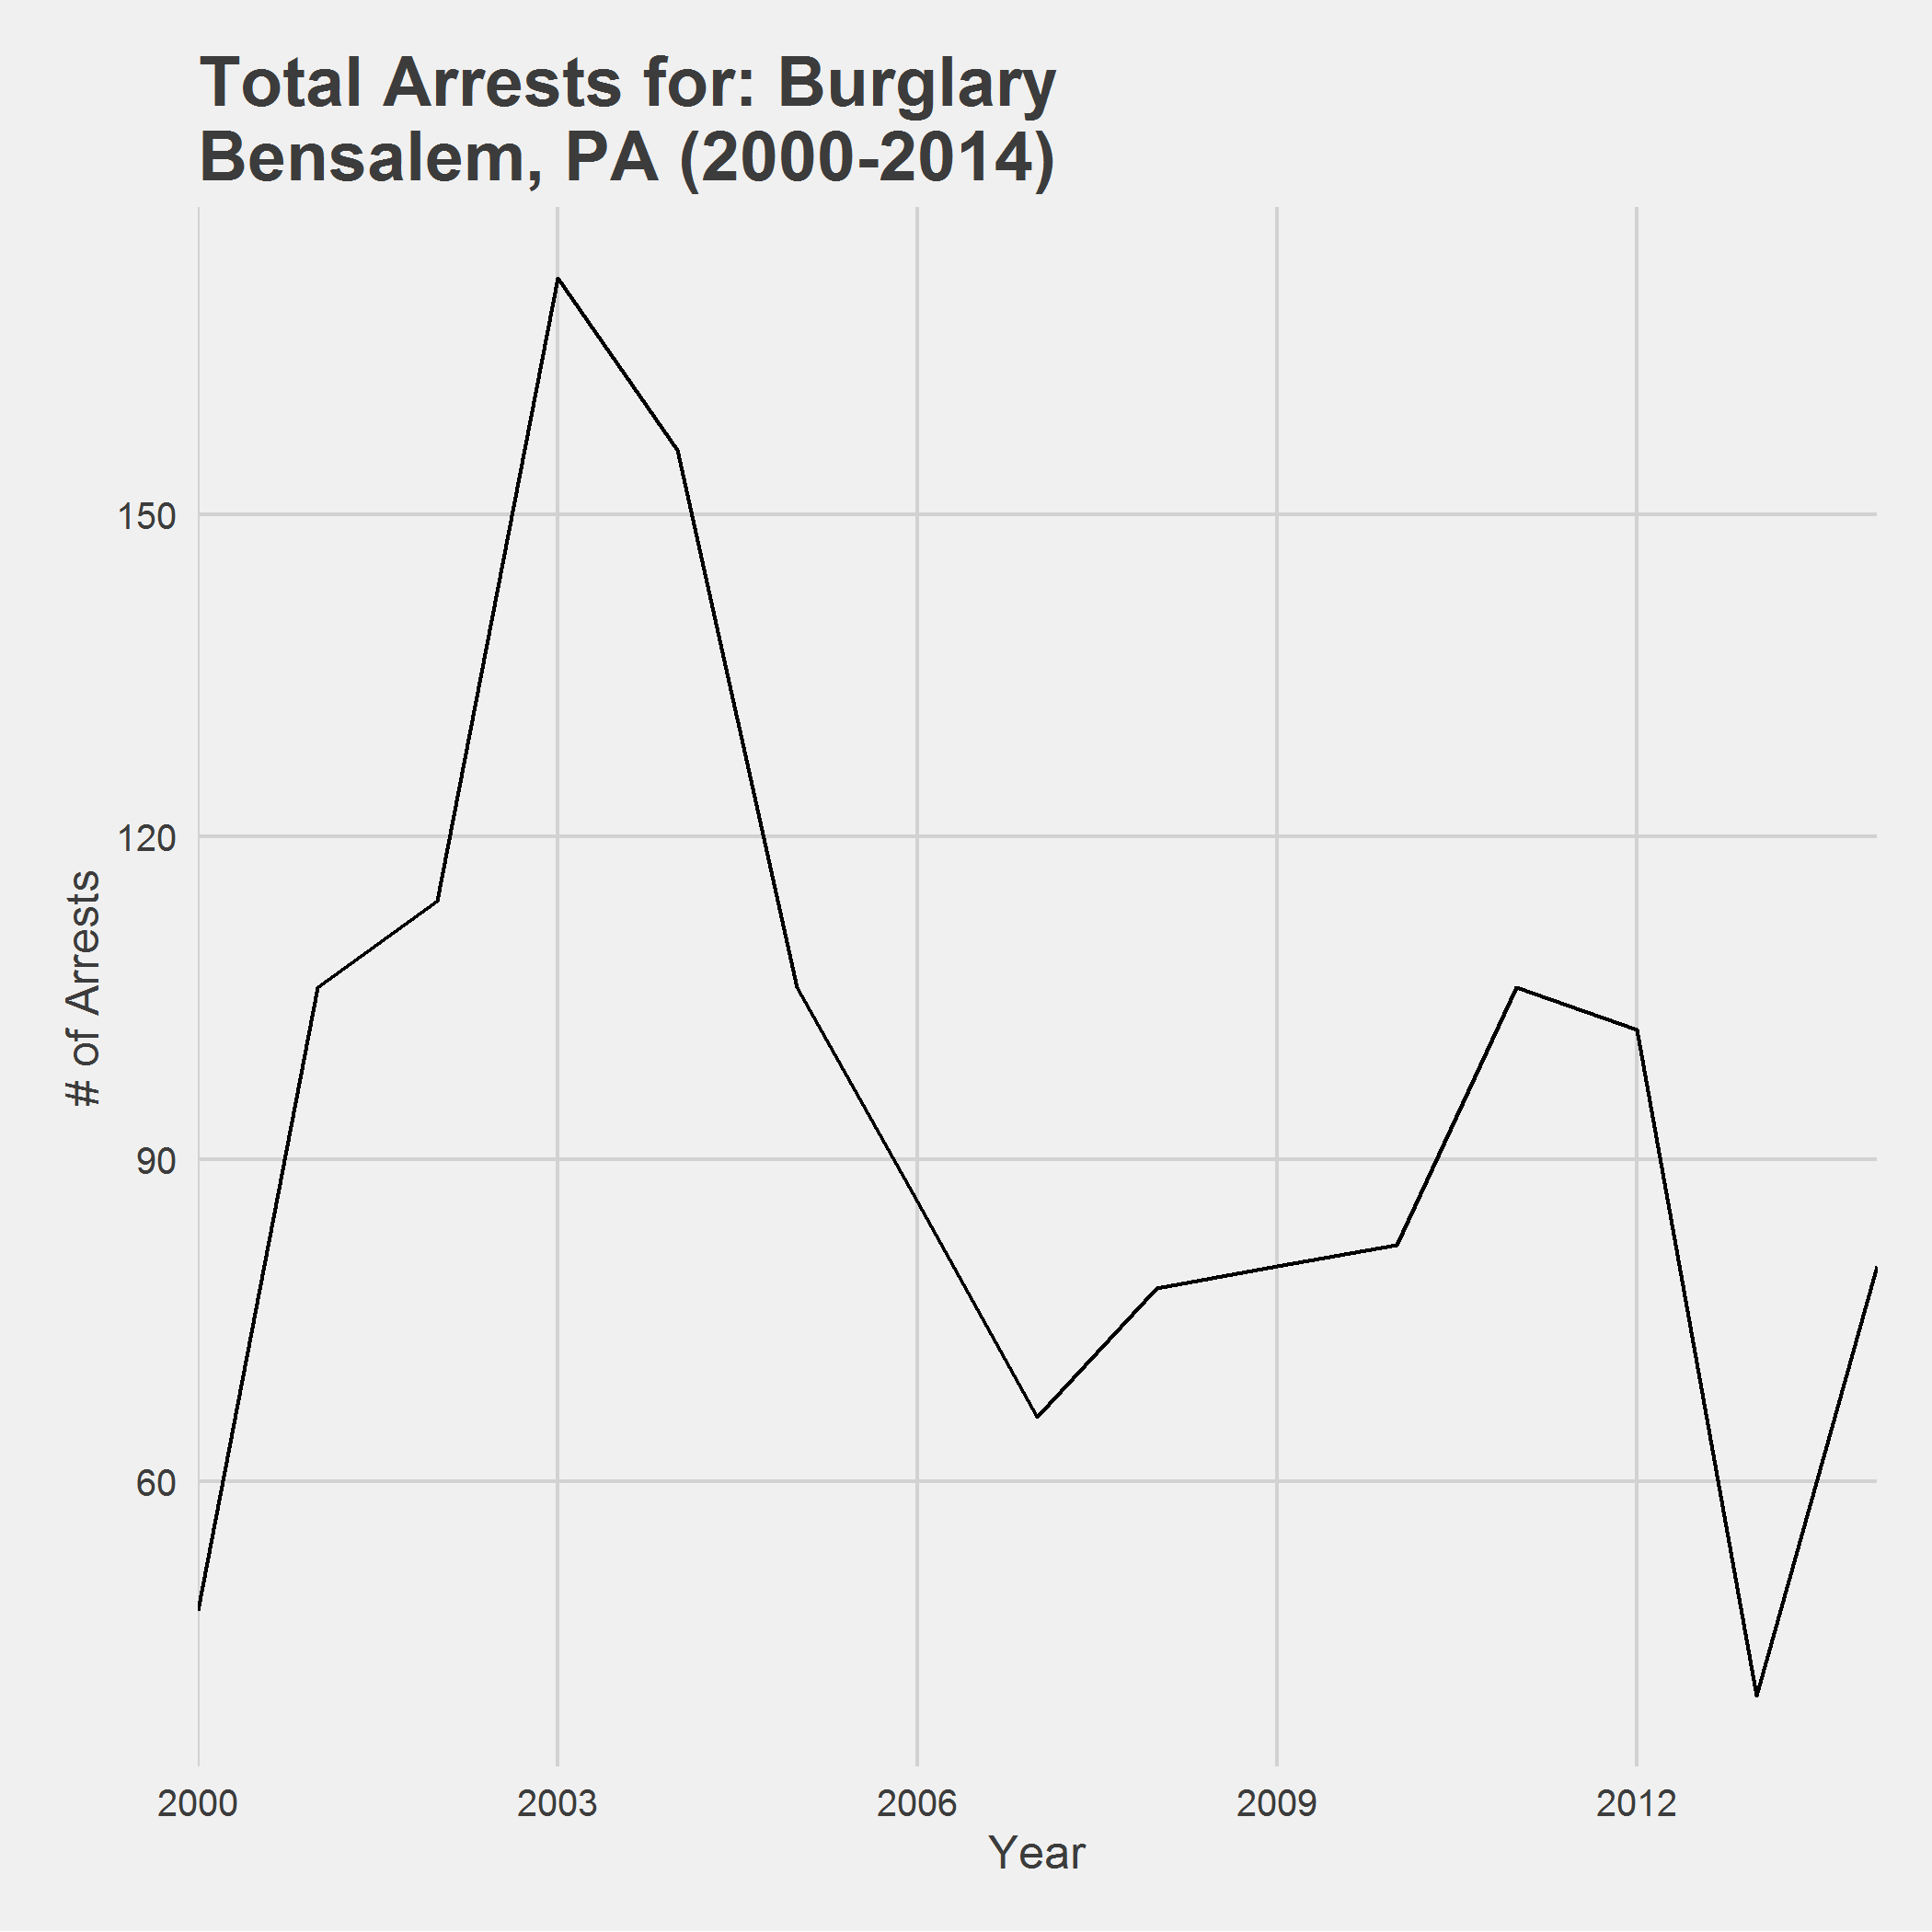 Total Arrests for: Burglary
Bensalem, PA (2000-2014)
150
120
90
60
# of Arrests
2000 2003 2006 2009 2012
Year